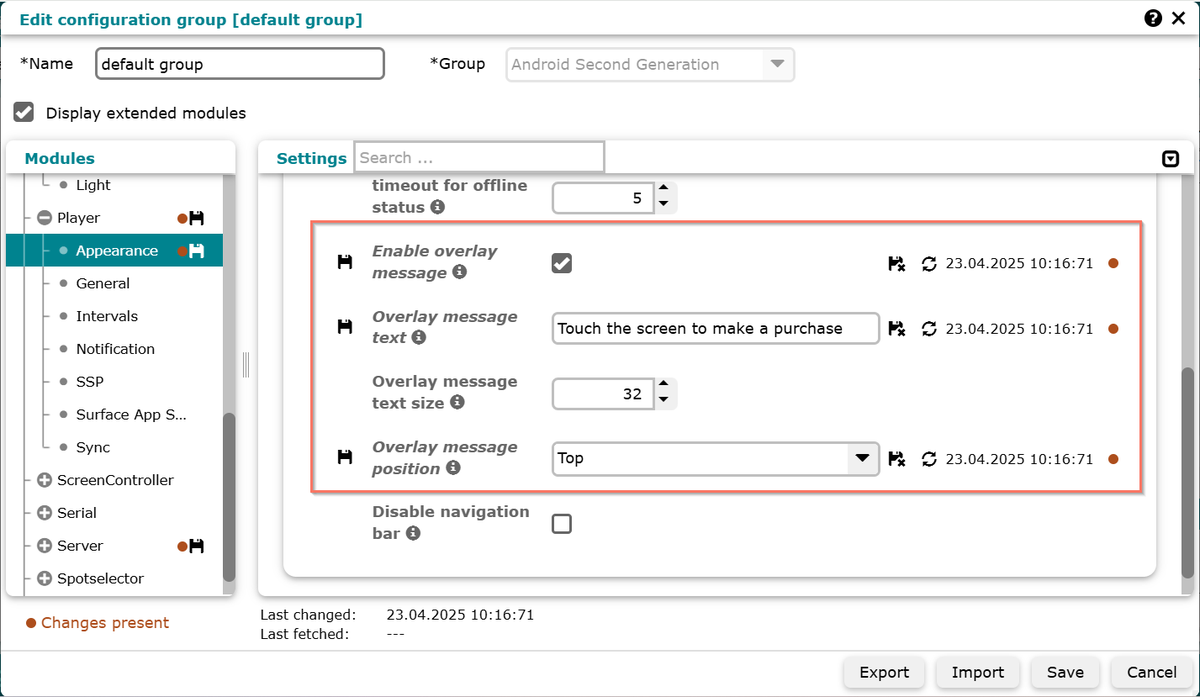 Edit configuration group [default group]
*Name
default group
*Group
Android Second Generation
Display extended modules
Modules
Light
Player
Appearance
General
Intervals
Notification
SSP
Surface App S...
Sync
ScreenController
Serial
Server
Spotselector
Changes present
Settings
Search ...
timeout for offline
status
5
Enable overlay
message
23.04.2025 10:16:71
Overlay message
text
Touch the screen to make a purchase
23.04.2025 10:16:71
Overlay message
text size
32
Overlay message
position
Top
23.04.2025 10:16:71
Disable navigation
bar
Last changed: 23.04.2025 10:16:71
Last fetched: ---
Export
Import
Save
Cancel